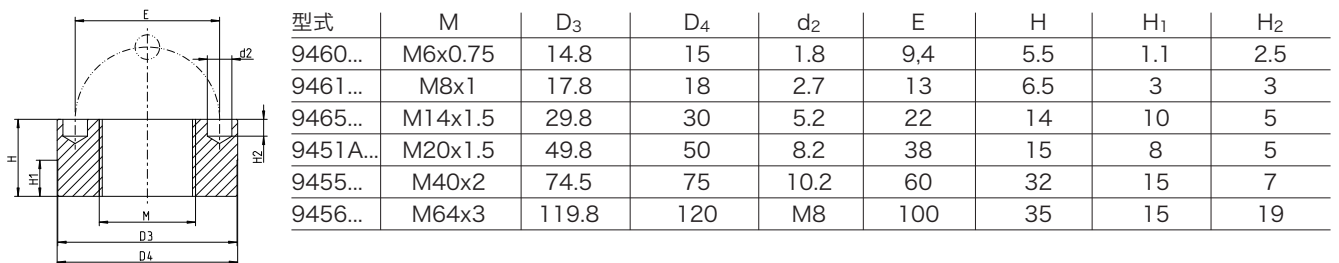 E
d2
H
H1
H2
M
D3
D4
型式 M D3 D4 d2 E H H1 H2
9460... M6x0.75 14.8 15 1.8 9,4 5.5 1.1 2.5
9461... M8x1 17.8 18 2.7 13 6.5 3 3
9465... M14x1.5 29.8 30 5.2 22 14 10 5
9451A... M20x1.5 49.8 50 8.2 38 15 8 5
9455... M40x2 74.5 75 10.2 60 32 15 7
9456... M64x3 119.8 120 M8 100 35 15 19